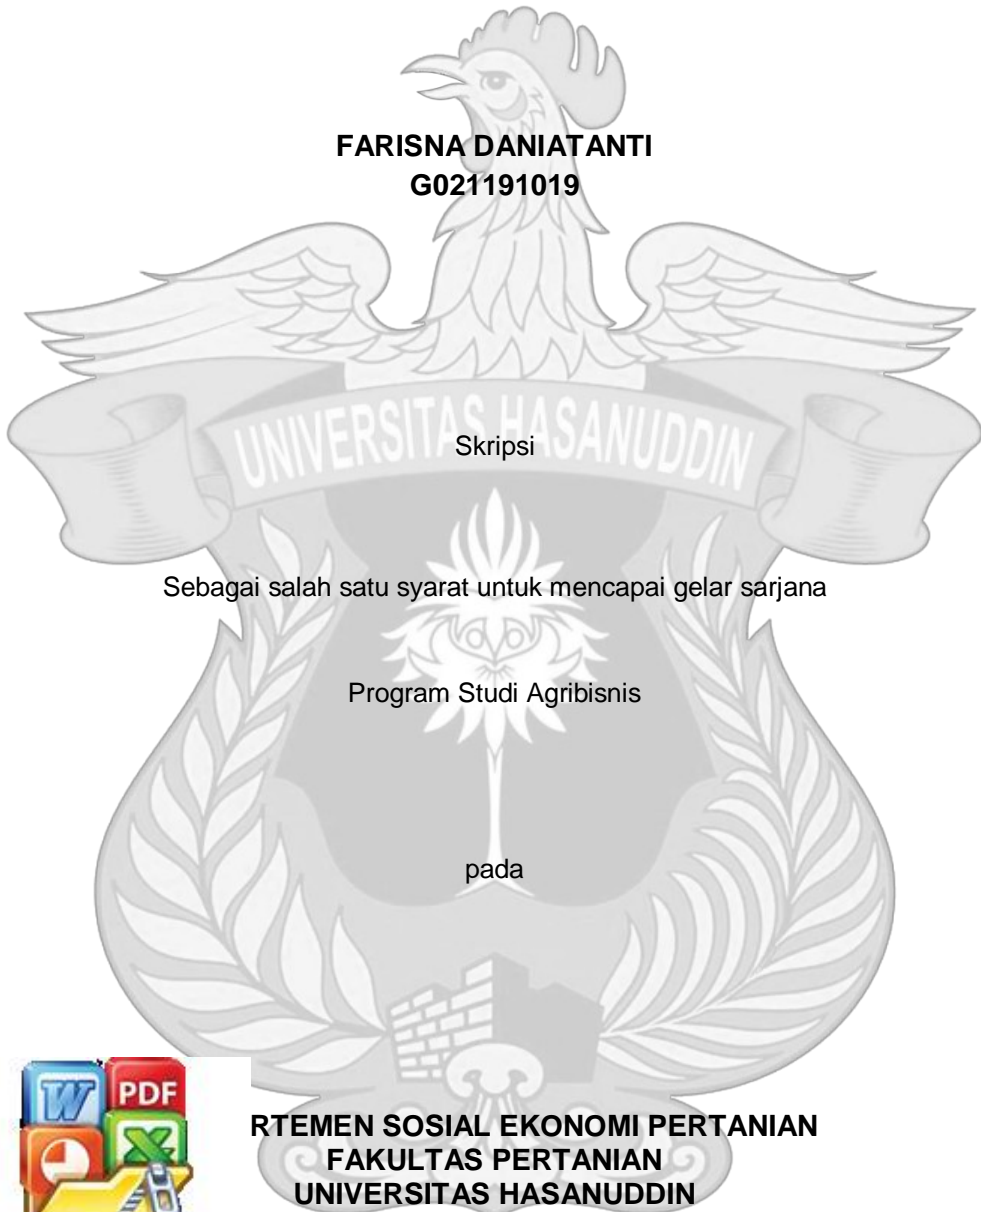 FARISNA DANIATANTI
G021191019
UNIVERSITAS HASANUDDIN
Skripsi
Sebagai salah satu syarat untuk mencapai gelar sarjana
Program Studi Agribisnis
pada
W PDF
X
RTEMEN SOSIAL EKONOMI PERTANIAN
FAKULTAS PERTANIAN
UNIVERSITAS HASANUDDIN